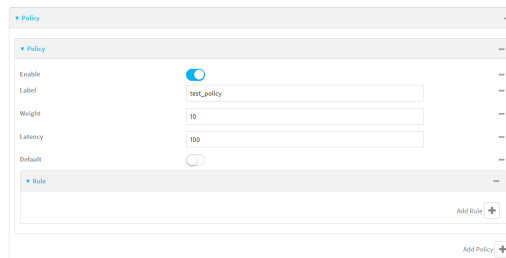 Policy
Policy
Enable
Label test_policy
Weight 10
Latency 100
Default
Rule
Add Rule
Add Policy